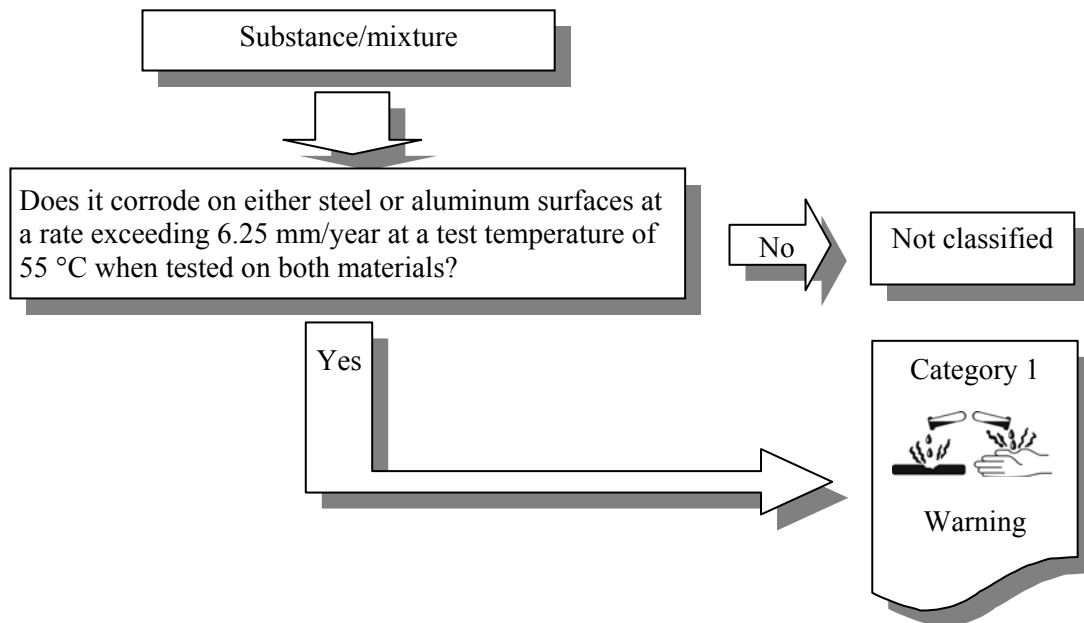 Substance/mixture
Does it corrode on either steel or aluminum surfaces at
a rate exceeding 6.25 mm/year at a test temperature of
55 °C when tested on both materials?
No
Not classified
Yes
Category 1
Warning